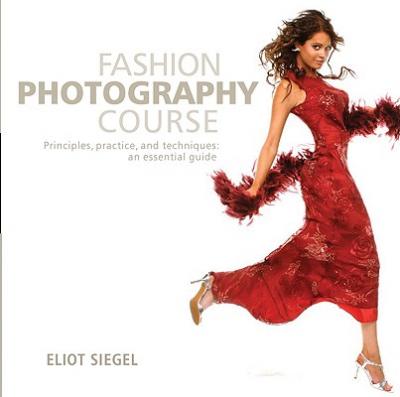 FASHION
PHOTOGRAPHY
COURSE
Principles, practice, and techniques:
an essential guide
ELIOT SIEGEL